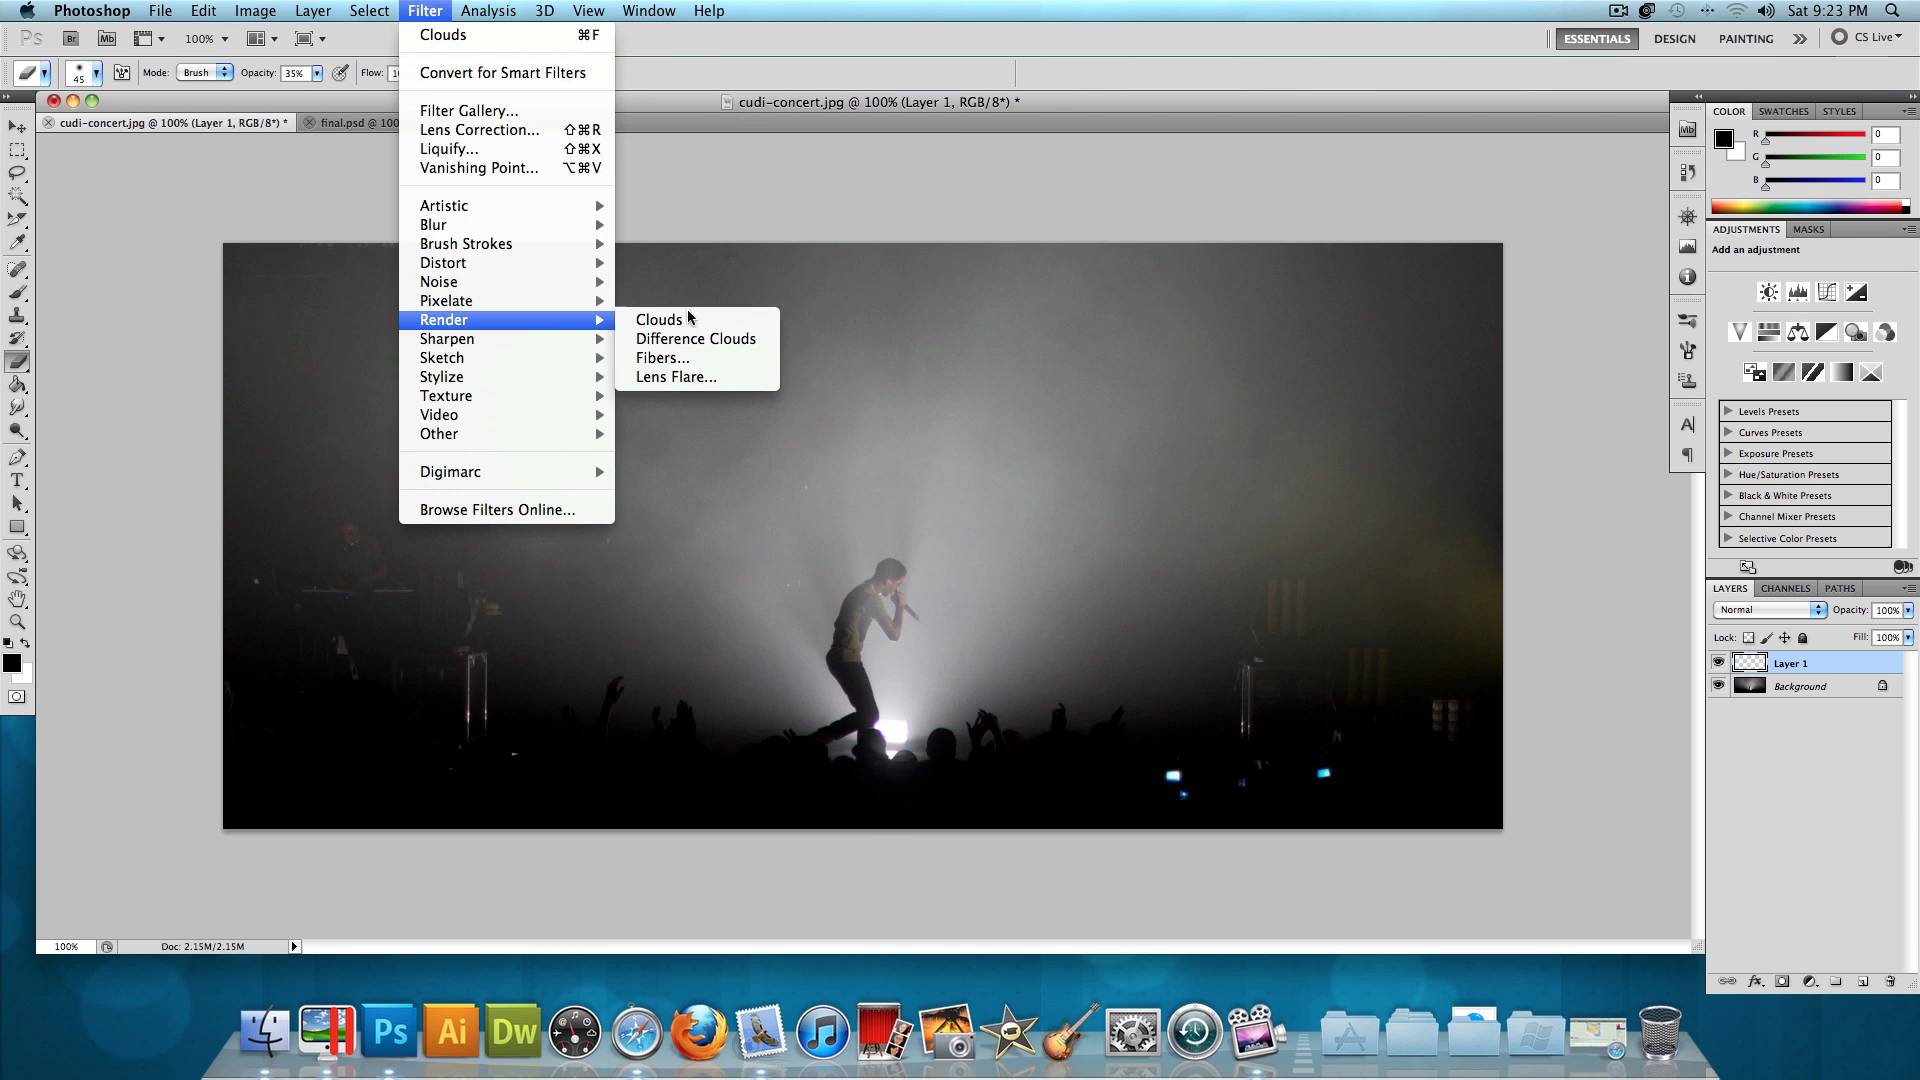 Photoshop File Edit Image Layer Select Filter Analysis 3D View Window Help Sat 9:23 PM
Ps Br Mb 100% ESSENTIALS DESIGN PAINTING CS Live
45 Mode: Brush Opacity: 35% Flow:
cudi-concert.jpg @ 100% (Layer 1, RGB/8*) *
cudi-concert.jpg @ 100% (Layer 1, RGB/8*) * final.psd @ 100
Clouds ⌘F
Convert for Smart Filters
Filter Gallery...
Lens Correction... ⇧⌘R
Liquify... ⇧⌘X
Vanishing Point... ⌥⌘V
Artistic
Blur
Brush Strokes
Distort
Noise
Pixelate
Render
Sharpen
Sketch
Stylize
Texture
Video
Other
Digimarc
Browse Filters Online...
Clouds
Difference Clouds
Fibers...
Lens Flare...
Mb
COLOR SWATCHES STYLES
R 0
G 0
B 0
ADJUSTMENTS MASKS
Add an adjustment
Levels Presets
Curves Presets
Exposure Presets
Hue/Saturation Presets
Black & White Presets
Channel Mixer Presets
Selective Color Presets
LAYERS CHANNELS PATHS
Normal Opacity: 100%
Lock: Fill: 100%
Layer 1
Background
100% Doc: 2.15M/2.15M
Ps Ai Dw